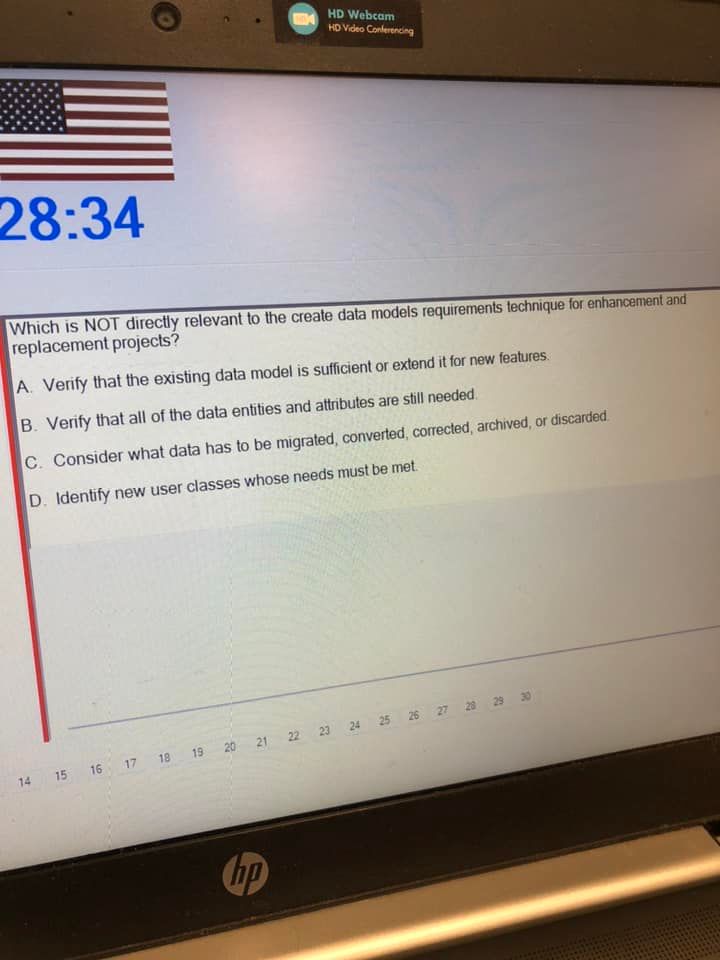 HD Webcam
HD Video Conferencing
28:34
Which is NOT directly relevant to the create data models requirements technique for enhancement and
replacement projects?
A. Verify that the existing data model is sufficient or extend it for new features.
B. Verify that all of the data entities and attributes are still needed.
C. Consider what data has to be migrated, converted, corrected, archived, or discarded.
D. Identify new user classes whose needs must be met.
14 15 16 17 18 19 20 21 22 23 24 25 26 27 28 29 30
hp